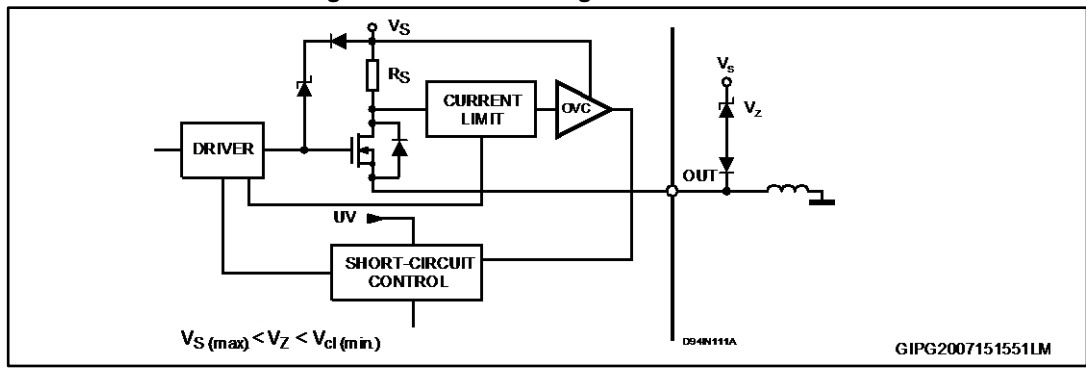 VS
RS
CURRENT
LIMIT
OVC
DRIVER
UV
SHORT-CIRCUIT
CONTROL
VS (max) < VZ < Vcl (min.)
Vs
VZ
OUT
D94IN111A
GIPG2007151551LM